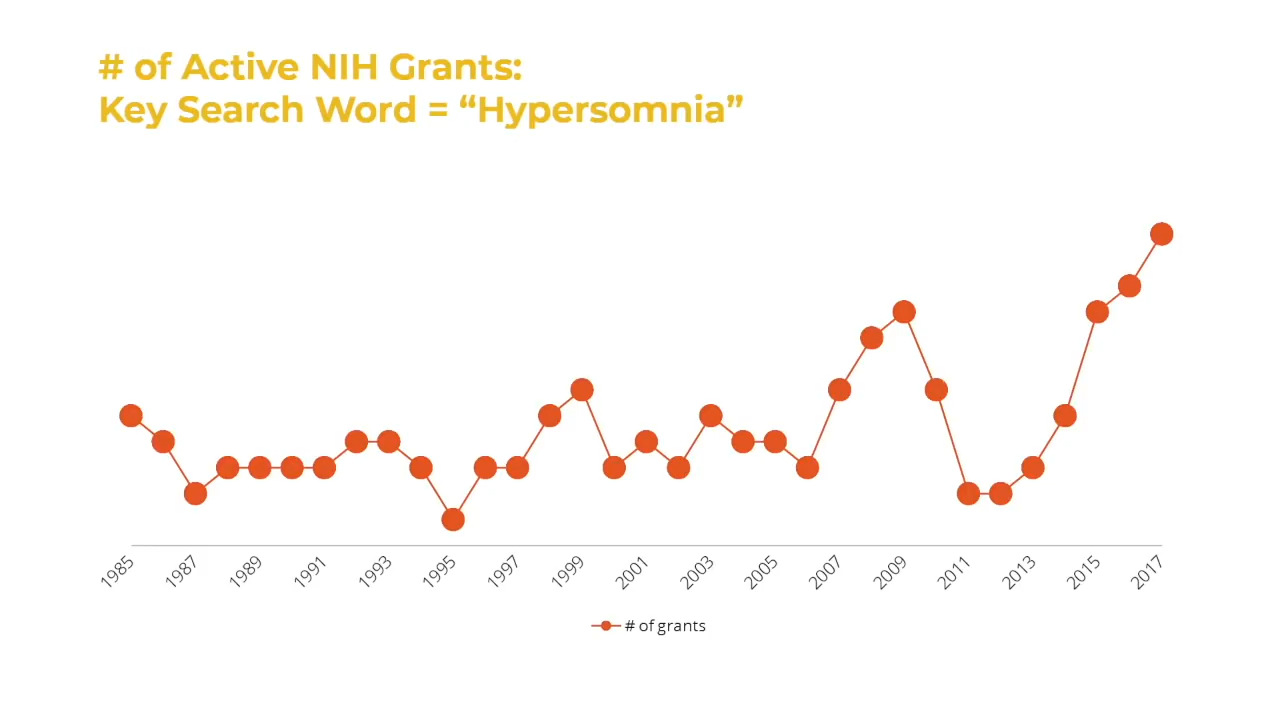 # of Active NIH Grants:
Key Search Word = “Hypersomnia”
1985 1987 1989 1991 1993 1995 1997 1999 2001 2003 2005 2007 2009 2011 2013 2015 2017
# of grants